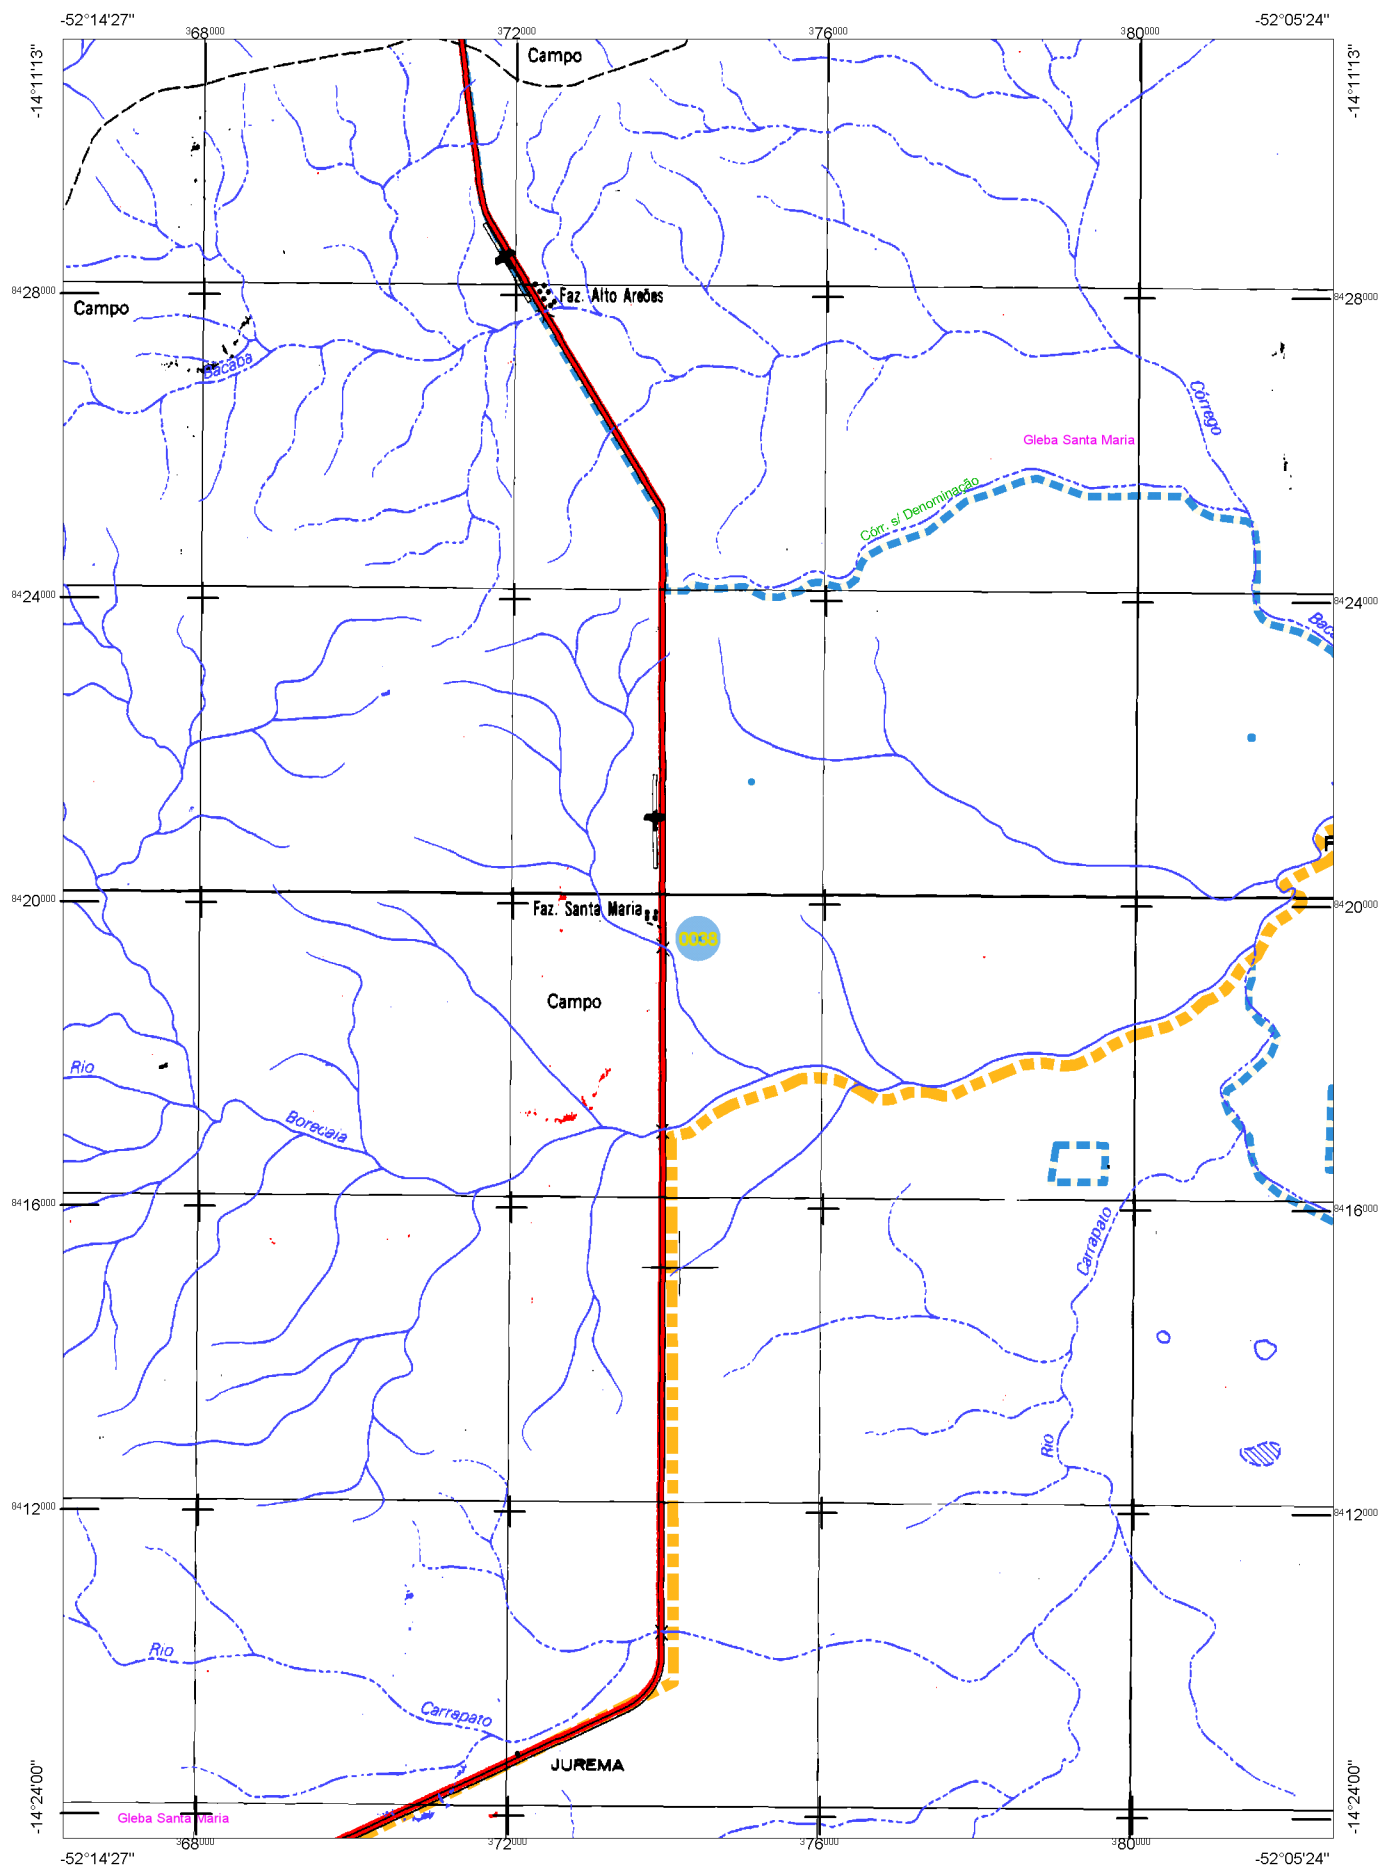 -52°14'27"
-52°05'24"
368000
372000
376000
380000
-14°11'13"
-14°11'13"
Campo
8428000
8428000
Campo
Faz. Alto Areões
Bacaba
Córrego
Gleba Santa Maria
Córr. s/ Denominação
8424000
8424000
8420000
8420000
Faz. Santa Maria
0038
Campo
Rio
Borecaia
8416000
8416000
Carrapato
Rio
8412000
8412000
Rio
Carrapato
JUREMA
Gleba Santa Maria
-14°24'00"
-14°24'00"
368000
372000
376000
380000
-52°14'27"
-52°05'24"